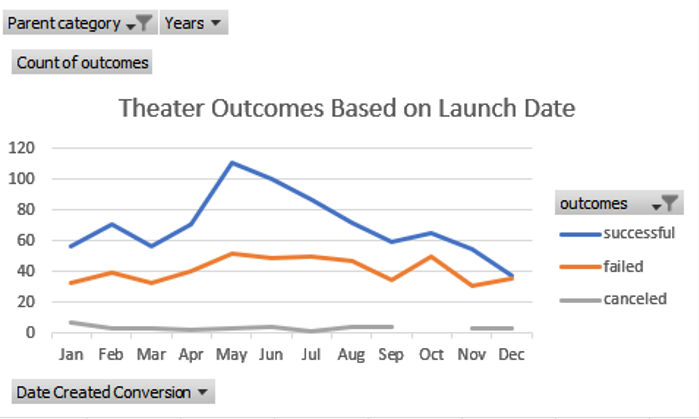 Parent category Years
Count of outcomes
Theater Outcomes Based on Launch Date
120
100
80
60
40
20
0
Jan Feb Mar Apr May Jun Jul Aug Sep Oct Nov Dec
outcomes
successful
failed
canceled
Date Created Conversion